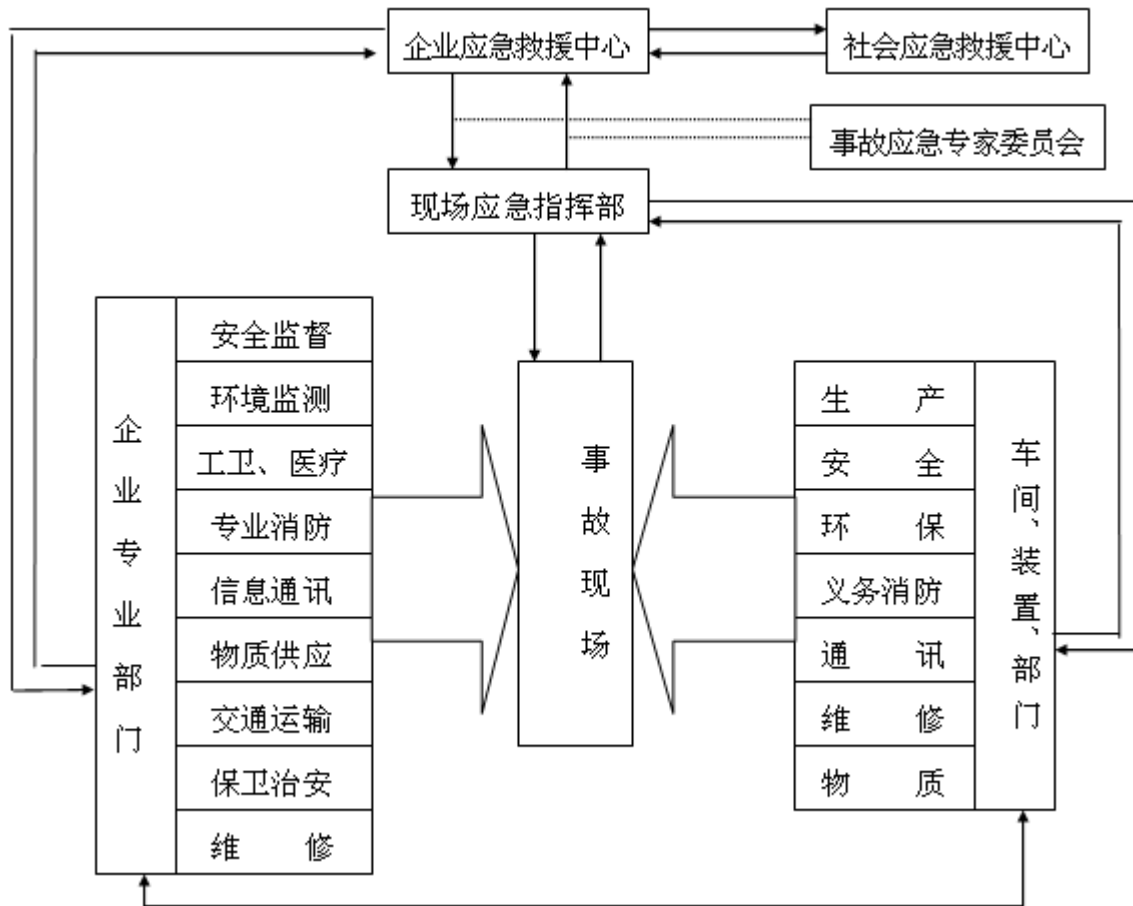 企业应急救援中心
社会应急救援中心
事故应急专家委员会
现场应急指挥部
企业专业部门
安全监督
环境监测
工卫、医疗
专业消防
信息通讯
物质供应
交通运输
保卫治安
维 修
事故现场
生 产
安 全
环 保
义务消防
通 讯
维 修
物 质
车间、装置、部门